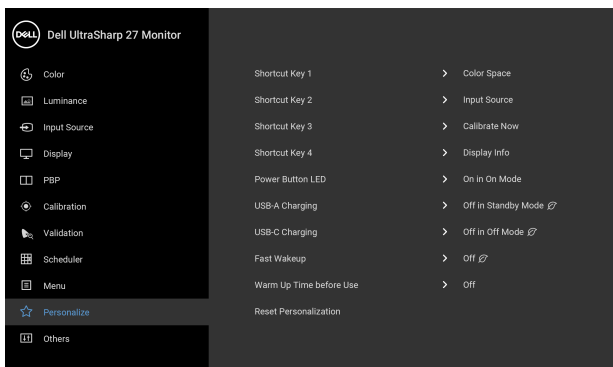 DELL Dell UltraSharp 27 Monitor
Color
Luminance
Input Source
Display
PBP
Calibration
Validation
Scheduler
Menu
Personalize
Others
Shortcut Key 1 > Color Space
Shortcut Key 2 > Input Source
Shortcut Key 3 > Calibrate Now
Shortcut Key 4 > Display Info
Power Button LED > On in On Mode
USB-A Charging > Off in Standby Mode
USB-C Charging > Off in Off Mode
Fast Wakeup > Off
Warm Up Time before Use > Off
Reset Personalization